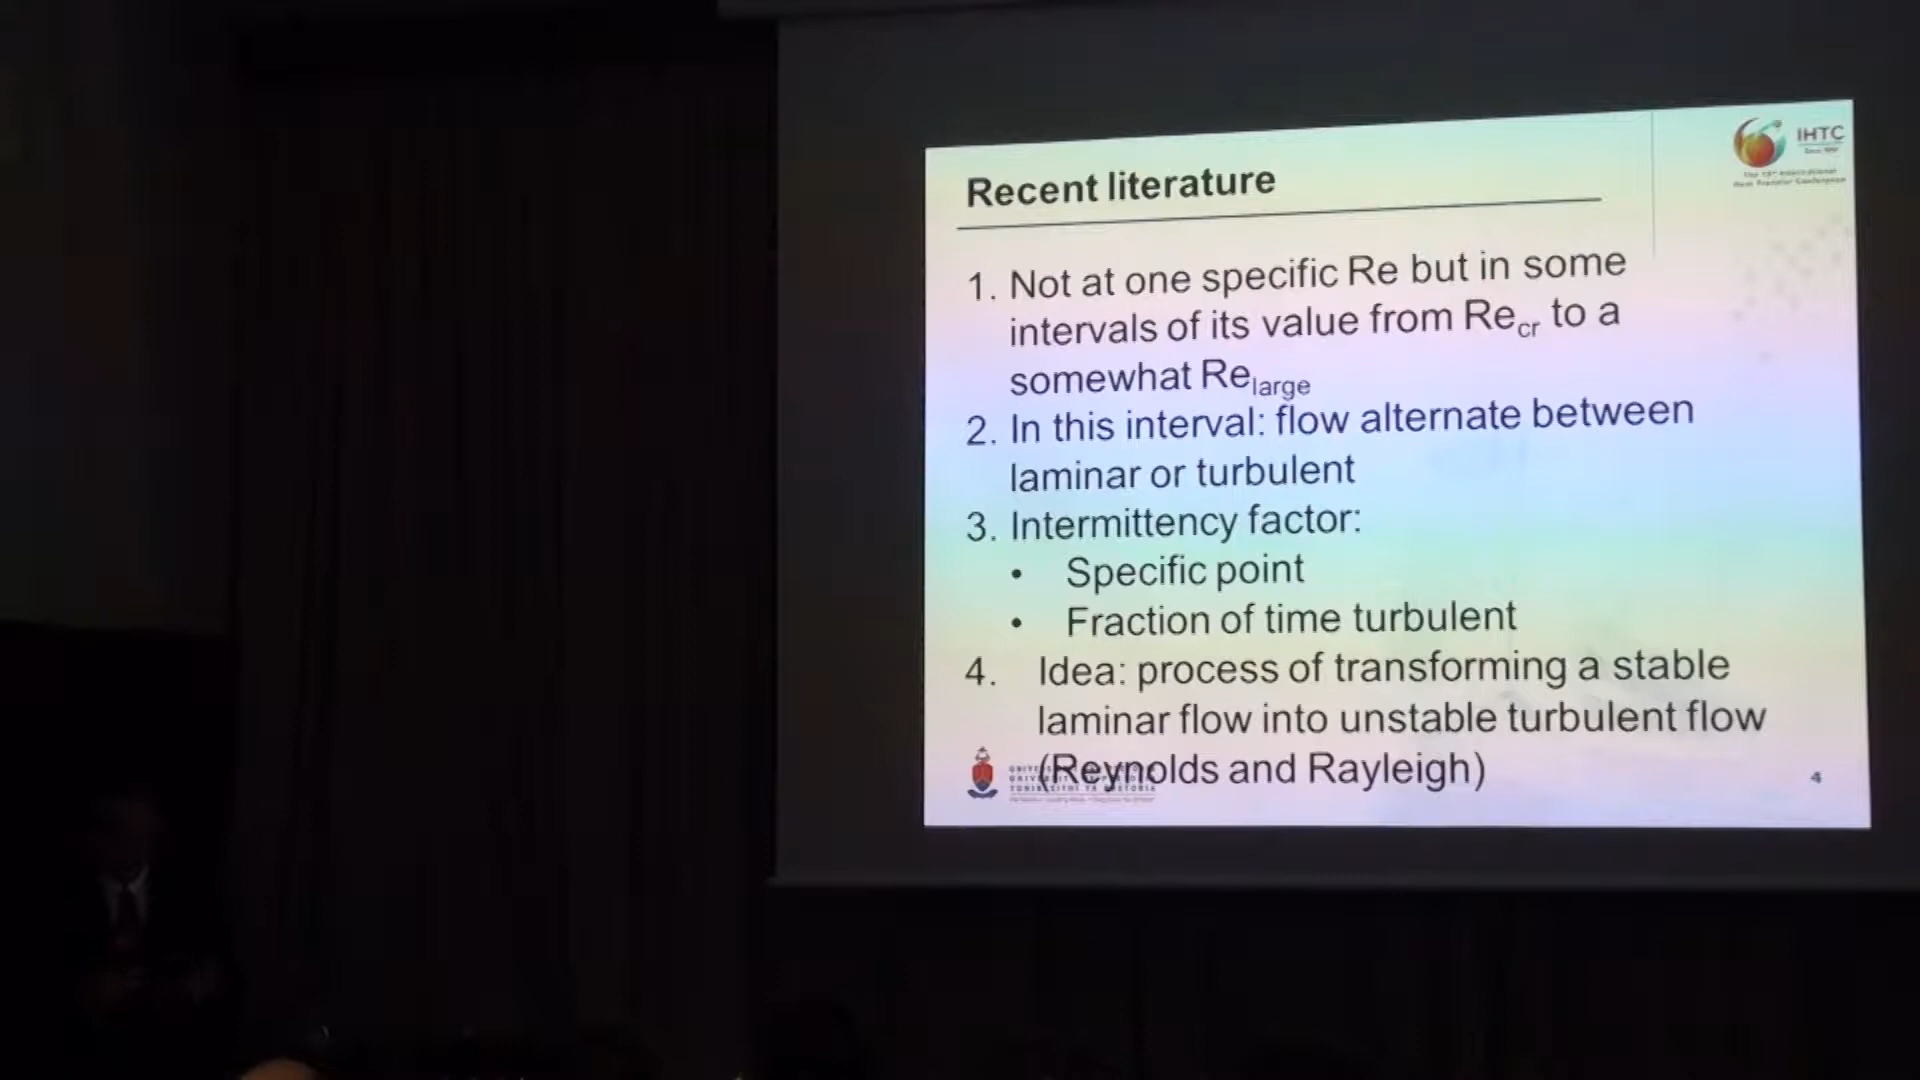 IHTC
Recent literature
1. Not at one specific Re but in some
intervals of its value from Recr to a
somewhat Relarge
2. In this interval: flow alternate between
laminar or turbulent
3. Intermittency factor:
• Specific point
• Fraction of time turbulent
4. Idea: process of transforming a stable
laminar flow into unstable turbulent flow
(Reynolds and Rayleigh)
4